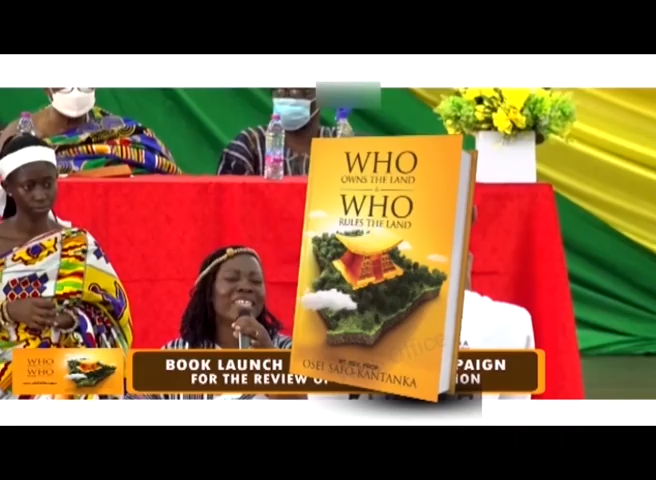 WHO
OWNS THE LAND
&
WHO
RULES THE LAND
OSEI SAFO-KANTANKA
WHO
WHO
BOOK LAUNCH
PAIGN
FOR THE REVIEW O
ION